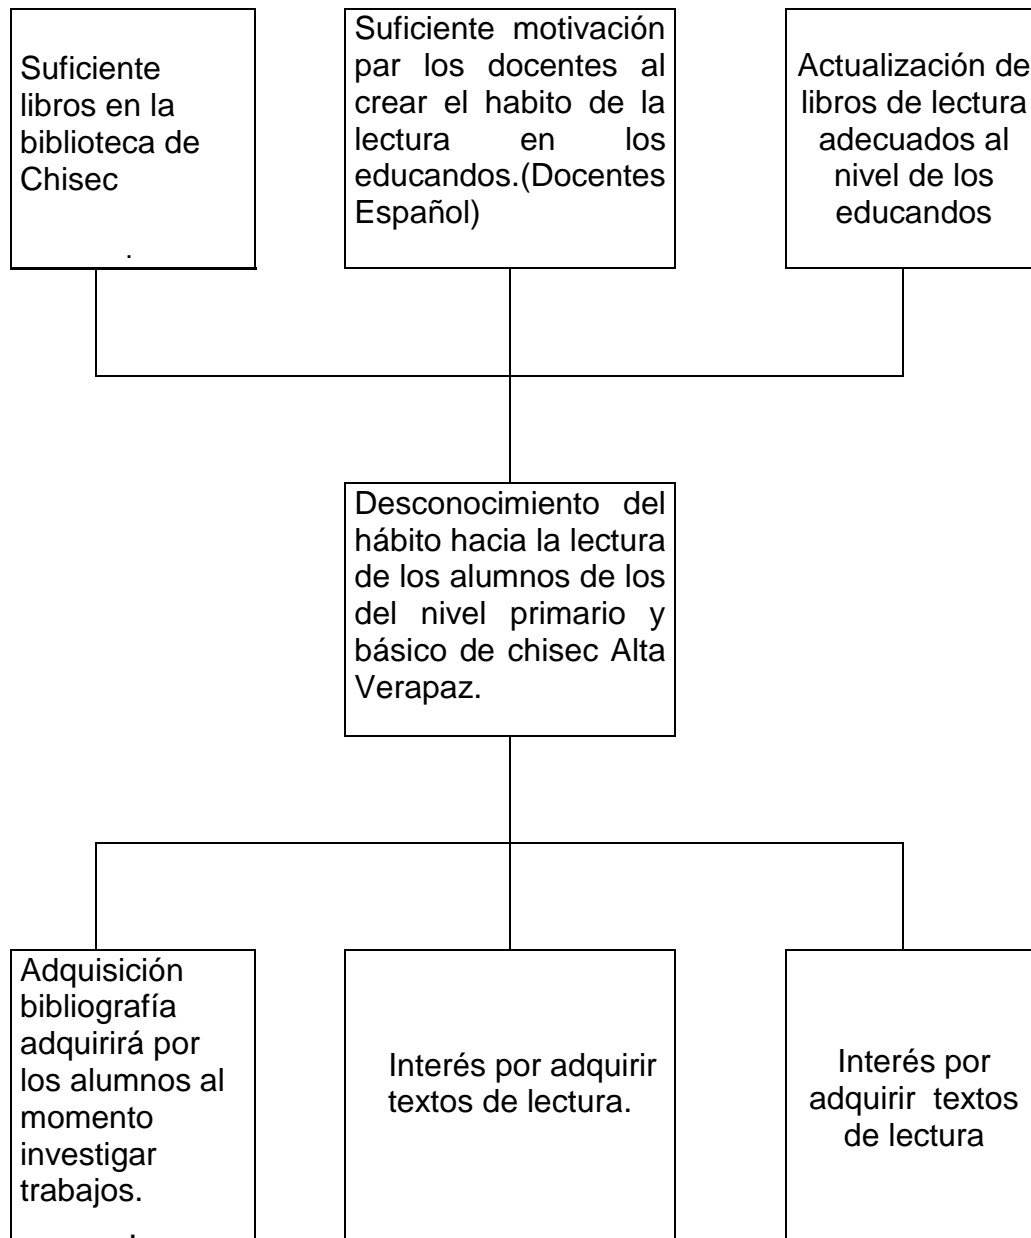 Suficiente
libros en la
biblioteca de
Chisec
.
Suficiente motivación
par los docentes al
crear el habito de la
lectura en los
educandos.(Docentes
Español)
Actualización de
libros de lectura
adecuados al
nivel de los
educandos
Desconocimiento del
hábito hacia la lectura
de los alumnos de los
del nivel primario y
básico de chisec Alta
Verapaz.
Adquisición
bibliografía
adquirirá por
los alumnos al
momento
investigar
trabajos.
.
Interés por adquirir
textos de lectura.
Interés por
adquirir textos
de lectura